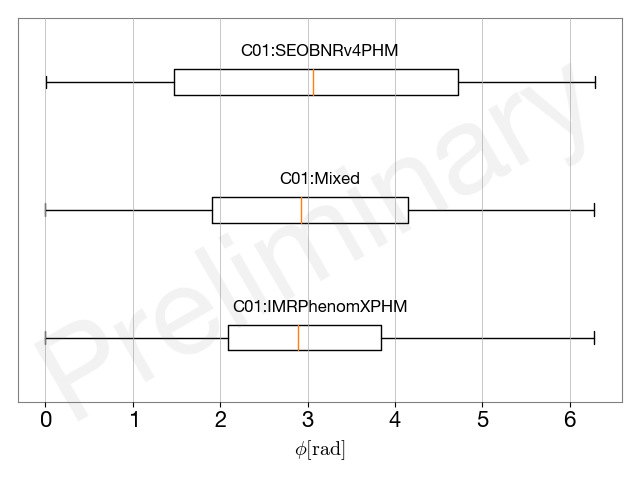 C01:SEOBNRv4PHM
C01:Mixed
C01:IMRPhenomXPHM
Preliminary
0 1 2 3 4 5 6
ϕ[rad]